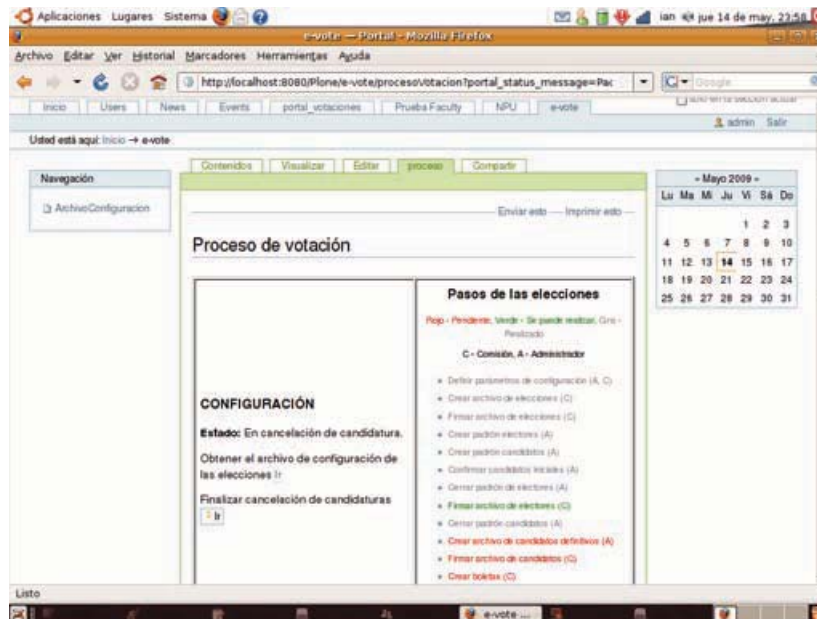 Aplicaciones Lugares Sistema
ian jue 14 de may, 23:58
e-vote — Portal - Mozilla Firefox
Archivo Editar Ver Historial Marcadores Herramientas Ayuda
http://localhost:8080/Plone/e-vote/procesoVotacion?portal_status_message=Pac
Google
Inicio Users News Events portal_votaciones Prueba Faculty NPU e-vote
admin Salir
Usted está aquí: Inicio → e-vote
Navegación
ArchivoConfiguracion
Contenidos Visualizar Editar proceso Compartir
Enviar esto — Imprimir esto —
Proceso de votación
CONFIGURACIÓN
Estado: En cancelación de candidatura.
Obtener el archivo de configuración de
las elecciones Ir
Finalizar cancelación de candidaturas
Ir
Pasos de las elecciones
Rojo - Pendiente, Verde - Se puede realizar, Gris -
Realizado
C - Comisión, A - Administrador
Definir parámetros de configuración (A, C)
Crear archivo de elecciones (C)
Firmar archivo de elecciones (C)
Crear padrón electores (A)
Crear padrón candidatos (A)
Confirmar candidatos iniciales (A)
Cerrar padrón de electores (A)
Firmar archivo de electores (C)
Cerrar padrón candidatos (A)
Crear archivo de candidatos definitivos (A)
Firmar archivo de candidatos (C)
Crear boletas (C)
« Mayo 2009 »
Lu Ma Mi Ju Vi Sá Do
1 2 3
4 5 6 7 8 9 10
11 12 13 14 15 16 17
18 19 20 21 22 23 24
25 26 27 28 29 30 31
Listo
e-vote ...